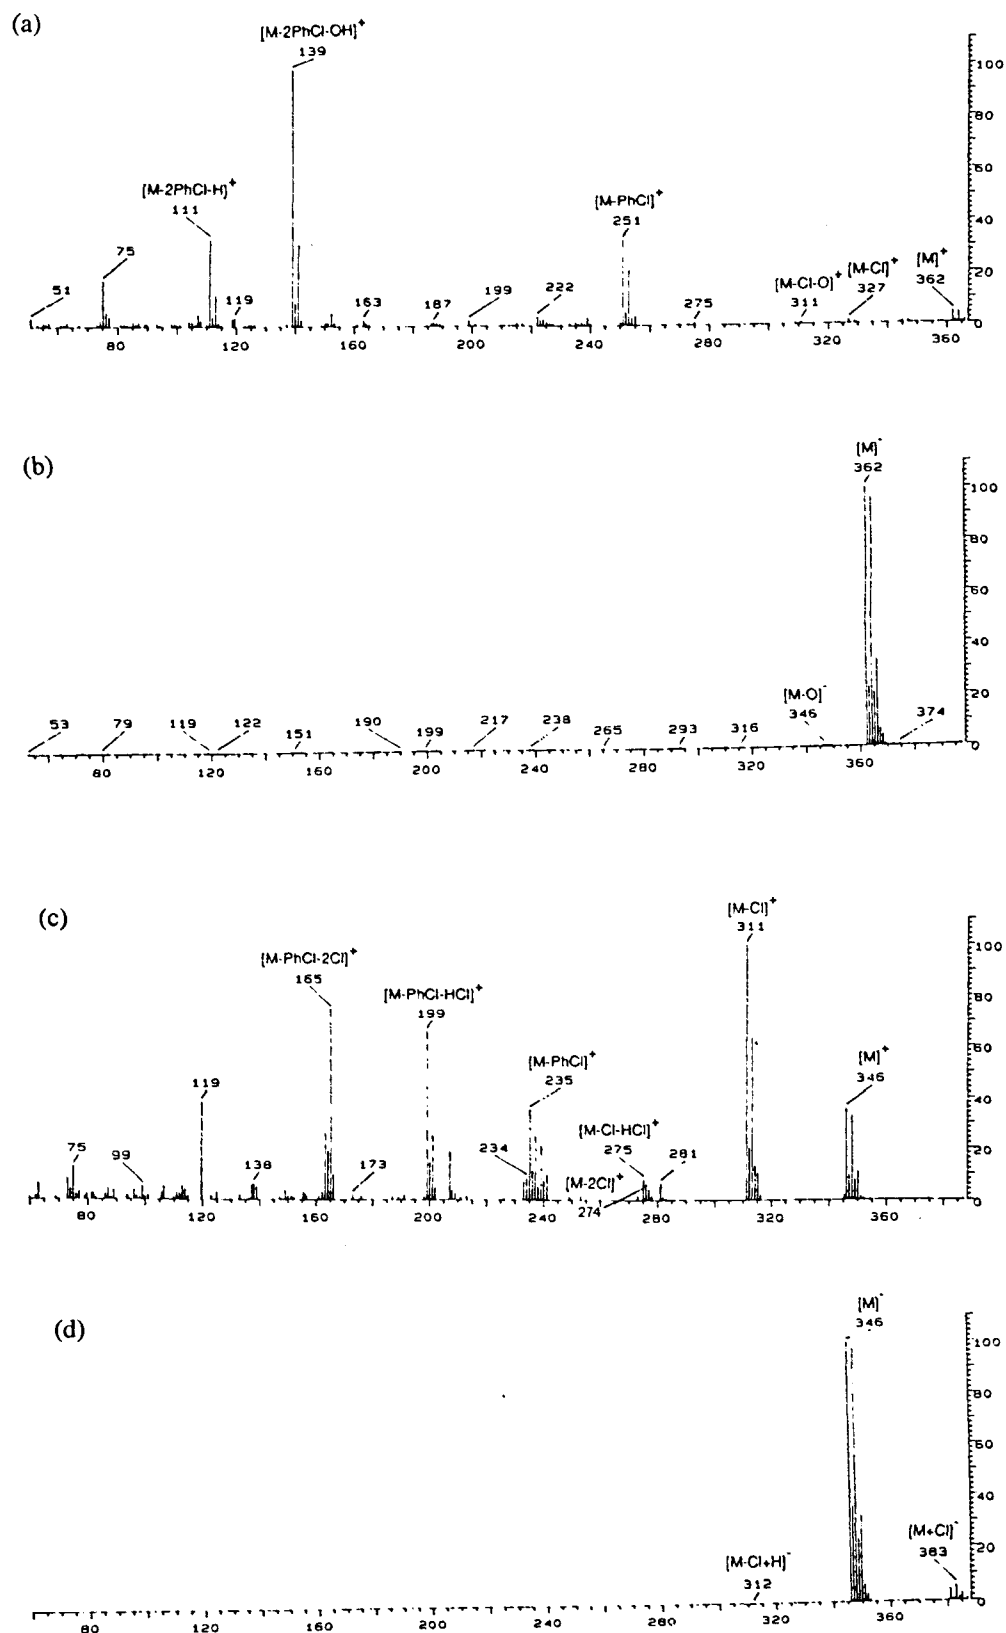 (a)
[M-2PhCl-OH]+
139
100
80
[M-2PhCl-H]+
111
[M-PhCl]+
251
60
40
75
51
119
163
187
199
222
275
[M-Cl-O]+
311
[M-Cl]+
327
[M]+
362
20
0
80 120 160 200 240 280 320 360
(b)
[M]-
362
100
80
60
40
[M-O]-
346
20
53 79 119 122 151 190 199 217 238 265 293 316 374
0
80 120 160 200 240 280 320 360
(c)
[M-Cl]+
311
100
[M-PhCl-2Cl]+
165
80
[M-PhCl-HCl]+
199
60
[M-PhCl]+
235
[M]+
346
119
40
[M-Cl-HCl]+
275
75
99
138
173
234
[M-2Cl]+
274
281
20
0
80 120 160 200 240 280 320 360
(d)
[M]-
346
100
80
60
40
[M+Cl]-
383
20
[M-Cl+H]-
312
0
80 120 160 200 240 280 320 360